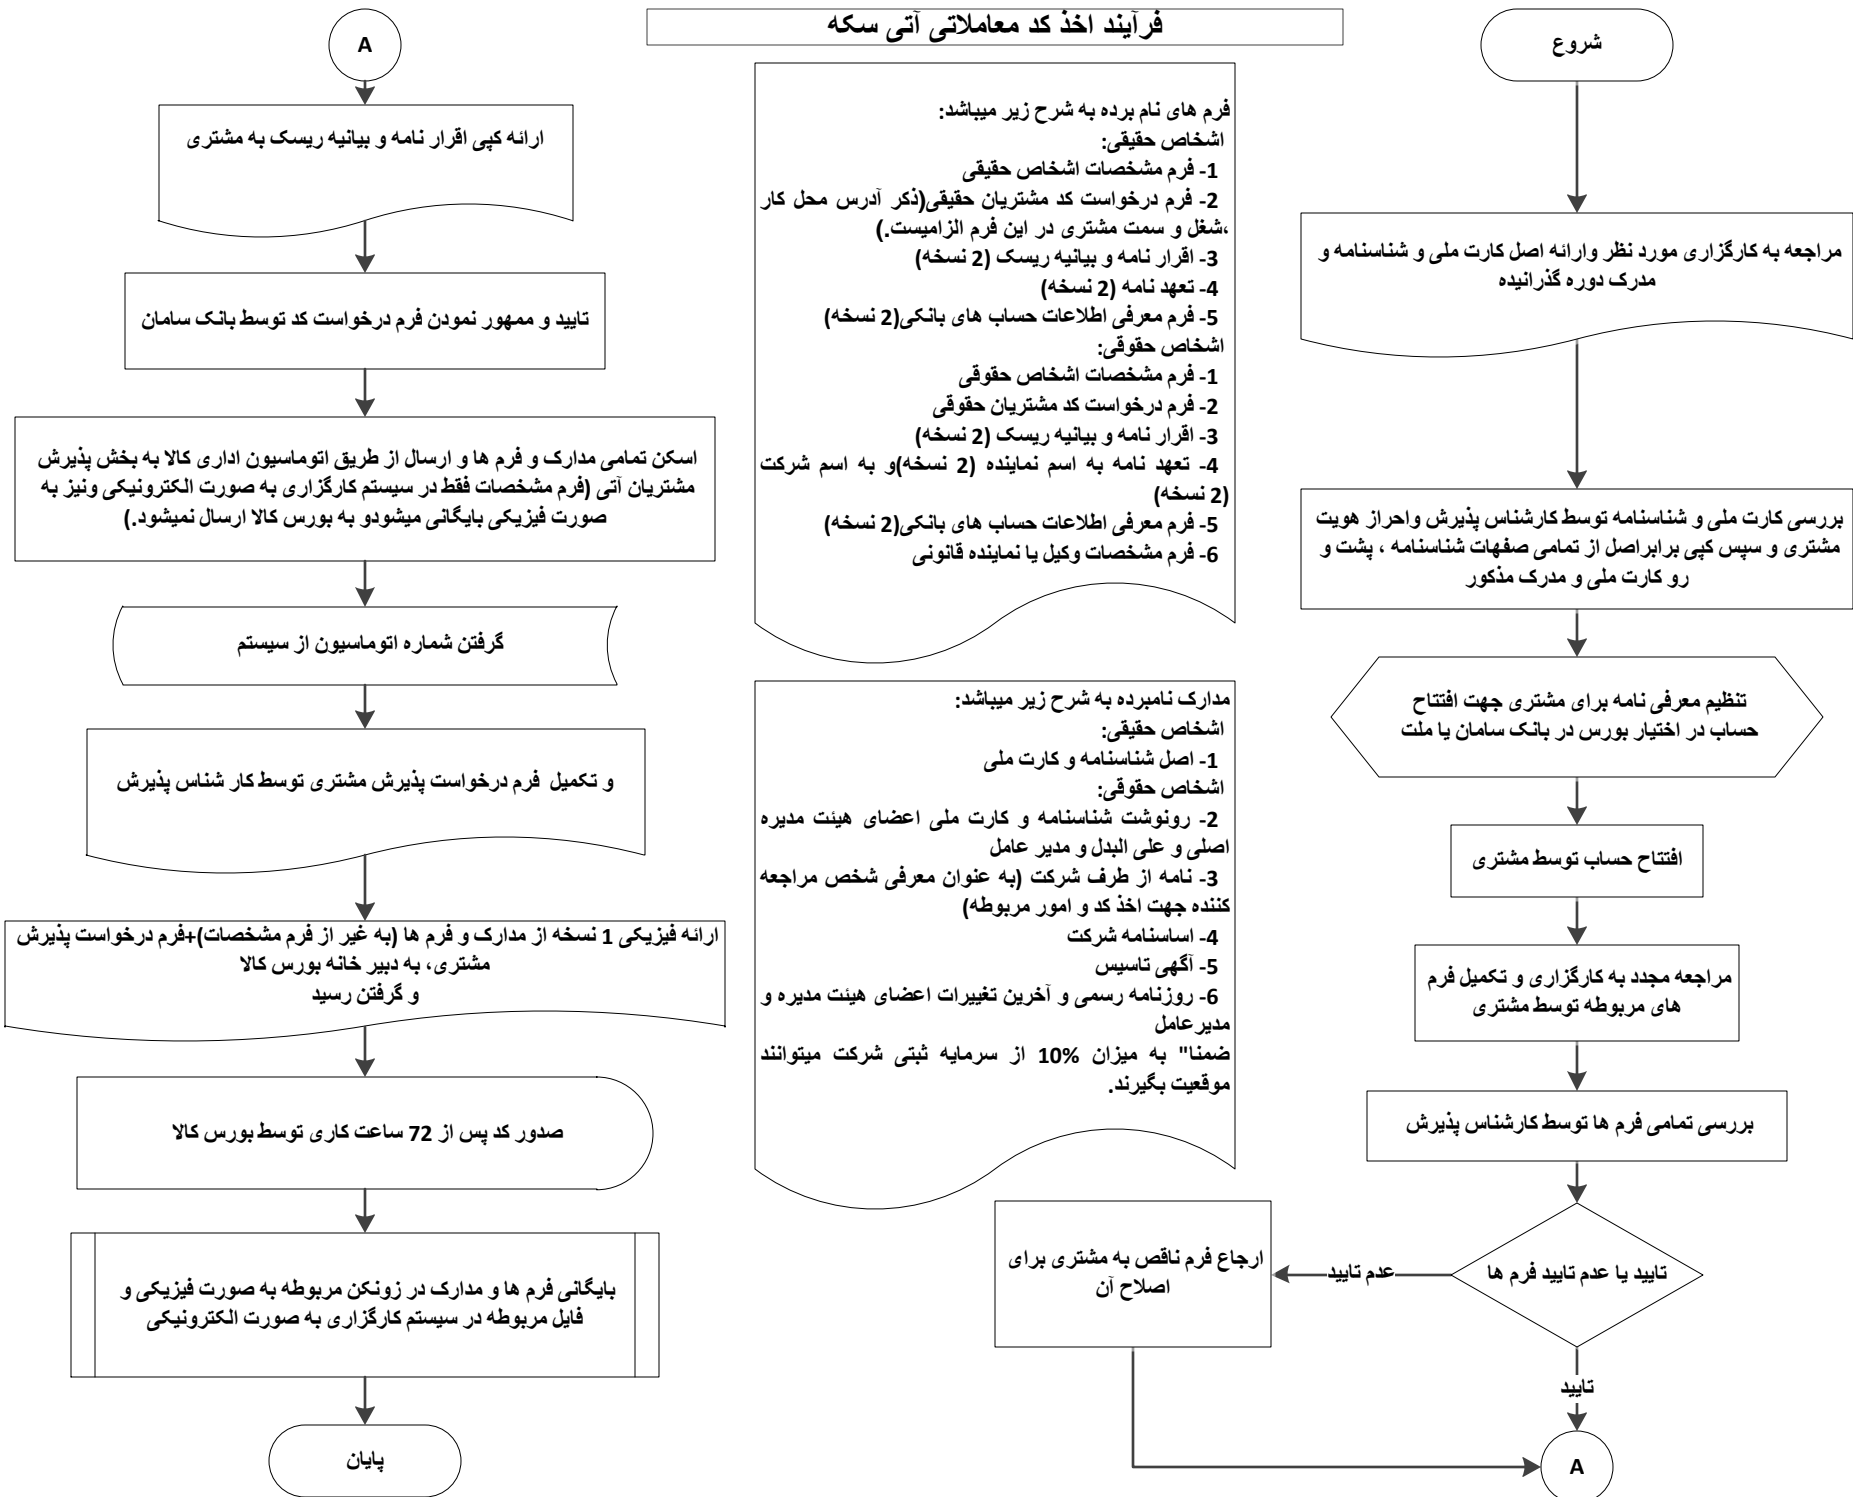 فرآیند اخذ کد معاملاتی آتی سکه
شروع
مراجعه به کارگزاری مورد نظر وارائه اصل کارت ملی و شناسنامه و
مدرک دوره گذرانیده
بررسی کارت ملی و شناسنامه توسط کارشناس پذیرش واحراز هویت
مشتری و سپس کپی برابراصل از تمامی صفهات شناسنامه ، پشت و
رو کارت ملی و مدرک مذکور
تنظیم معرفی نامه برای مشتری جهت افتتاح
حساب در اختیار بورس در بانک سامان یا ملت
افتتاح حساب توسط مشتری
مراجعه مجدد به کارگزاری و تکمیل فرم
های مربوطه توسط مشتری
بررسی تمامی فرم ها توسط کارشناس پذیرش
تایید یا عدم تایید فرم ها
عدم تایید
ارجاع فرم ناقص به مشتری برای
اصلاح آن
تایید
A
فرم های نام برده به شرح زیر میباشد:
اشخاص حقیقی:
1- فرم مشخصات اشخاص حقیقی
2- فرم درخواست کد مشتریان حقیقی(ذکر آدرس محل کار
،شغل و سمت مشتری در این فرم الزامیست.)
3- اقرار نامه و بیانیه ریسک (2 نسخه)
4- تعهد نامه (2 نسخه)
5- فرم معرفی اطلاعات حساب های بانکی(2 نسخه)
اشخاص حقوقی:
1- فرم مشخصات اشخاص حقوقی
2- فرم درخواست کد مشتریان حقوقی
3- اقرار نامه و بیانیه ریسک (2 نسخه)
4- تعهد نامه به اسم نماینده (2 نسخه)و به اسم شرکت
(2 نسخه)
5- فرم معرفی اطلاعات حساب های بانکی(2 نسخه)
6- فرم مشخصات وکیل یا نماینده قانونی
مدارک نامبرده به شرح زیر میباشد:
اشخاص حقیقی:
1- اصل شناسنامه و کارت ملی
اشخاص حقوقی:
2- رونوشت شناسنامه و کارت ملی اعضای هیئت مدیره
اصلی و علی البدل و مدیر عامل
3- نامه از طرف شرکت (به عنوان معرفی شخص مراجعه
کننده جهت اخذ کد و امور مربوطه)
4- اساسنامه شرکت
5- آگهی تاسیس
6- روزنامه رسمی و آخرین تغییرات اعضای هیئت مدیره و
مدیرعامل
ضمنا" به میزان 10% از سرمایه ثبتی شرکت میتوانند
موقعیت بگیرند.
A
ارائه کپی اقرار نامه و بیانیه ریسک به مشتری
تایید و ممهور نمودن فرم درخواست کد توسط بانک سامان
اسکن تمامی مدارک و فرم ها و ارسال از طریق اتوماسیون اداری کالا به بخش پذیرش
مشتریان آتی (فرم مشخصات فقط در سیستم کارگزاری به صورت الکترونیکی ونیز به
صورت فیزیکی بایگانی میشودو به بورس کالا ارسال نمیشود.)
گرفتن شماره اتوماسیون از سیستم
و تکمیل فرم درخواست پذیرش مشتری توسط کار شناس پذیرش
ارائه فیزیکی 1 نسخه از مدارک و فرم ها (به غیر از فرم مشخصات)+فرم درخواست پذیرش
مشتری، به دبیر خانه بورس کالا
و گرفتن رسید
صدور کد پس از 72 ساعت کاری توسط بورس کالا
بایگانی فرم ها و مدارک در زونکن مربوطه به صورت فیزیکی و
فایل مربوطه در سیستم کارگزاری به صورت الکترونیکی
پایان